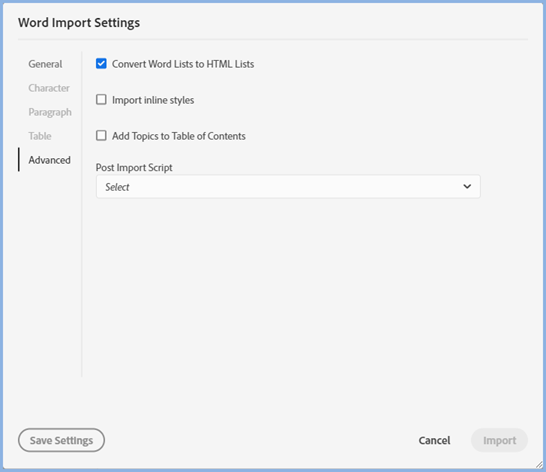 Word Import Settings
General
Character
Paragraph
Table
Advanced
Convert Word Lists to HTML Lists
Import inline styles
Add Topics to Table of Contents
Post Import Script
Select
Save Settings
Cancel
Import